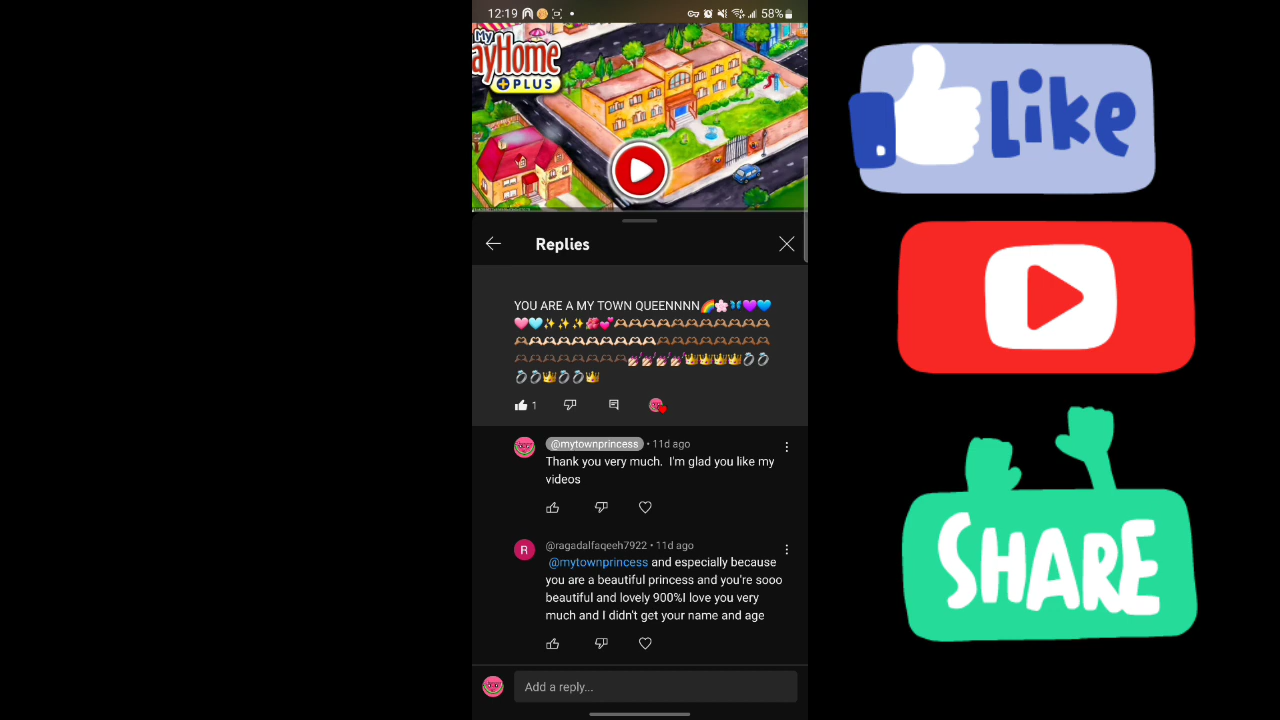 12:19
58%
My
ayHome
PLUS
Replies
YOU ARE A MY TOWN QUEENNNN🌈🌸🦋💜💙
🩷🩵✨✨✨🌺💕🫶🏼🫶🏼🫶🏼🫶🏼🫶🏼🫶🏼🫶🏼🫶🏼🫶🏼🫶🏼🫶🏼
🫶🏻🫶🏻🫶🏻🫶🏻🫶🏻🫶🏻🫶🏻🫶🏻🫶🏻🫶🏻🫶🏾🫶🏾🫶🏾🫶🏾🫶🏾🫶🏾🫶🏾🫶🏾
🫶🏿🫶🏿🫶🏿🫶🏿🫶🏿🫶🏿🫶🏿🫶🏿💅🏻💅🏻💅🏻💅🏻👑👑👑👑💍💍
💍💍👑💍💍👑
1
@mytownprincess • 11d ago
Thank you very much. I'm glad you like my
videos
R
@ragadalfaqeeh7922 • 11d ago
@mytownprincess and especially because
you are a beautiful princess and you're sooo
beautiful and lovely 900%I love you very
much and I didn't get your name and age
Add a reply...
Like
SHARE